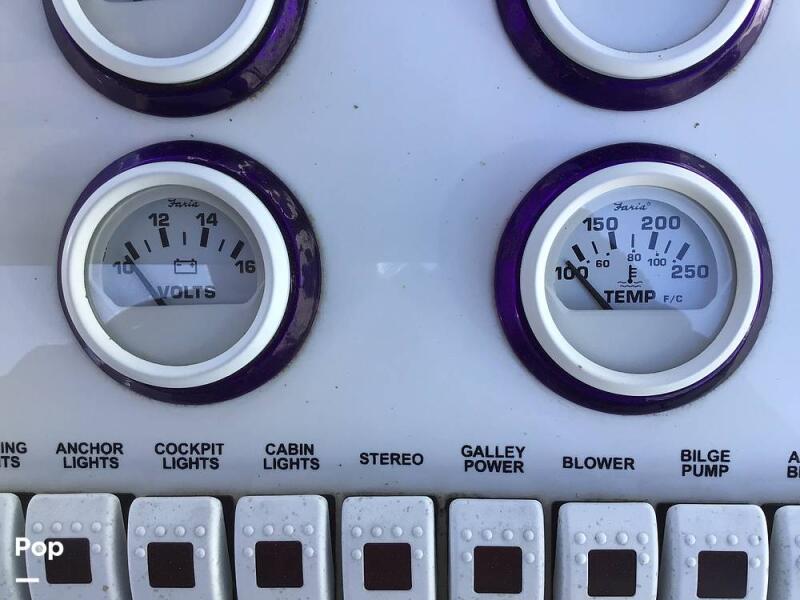 Faria
12 14
10 16
VOLTS
Faria®
150 200
60 80 100
100 250
TEMP F/C
ANCHOR
LIGHTS
COCKPIT
LIGHTS
CABIN
LIGHTS
STEREO
GALLEY
POWER
BLOWER
BILGE
PUMP
Pop